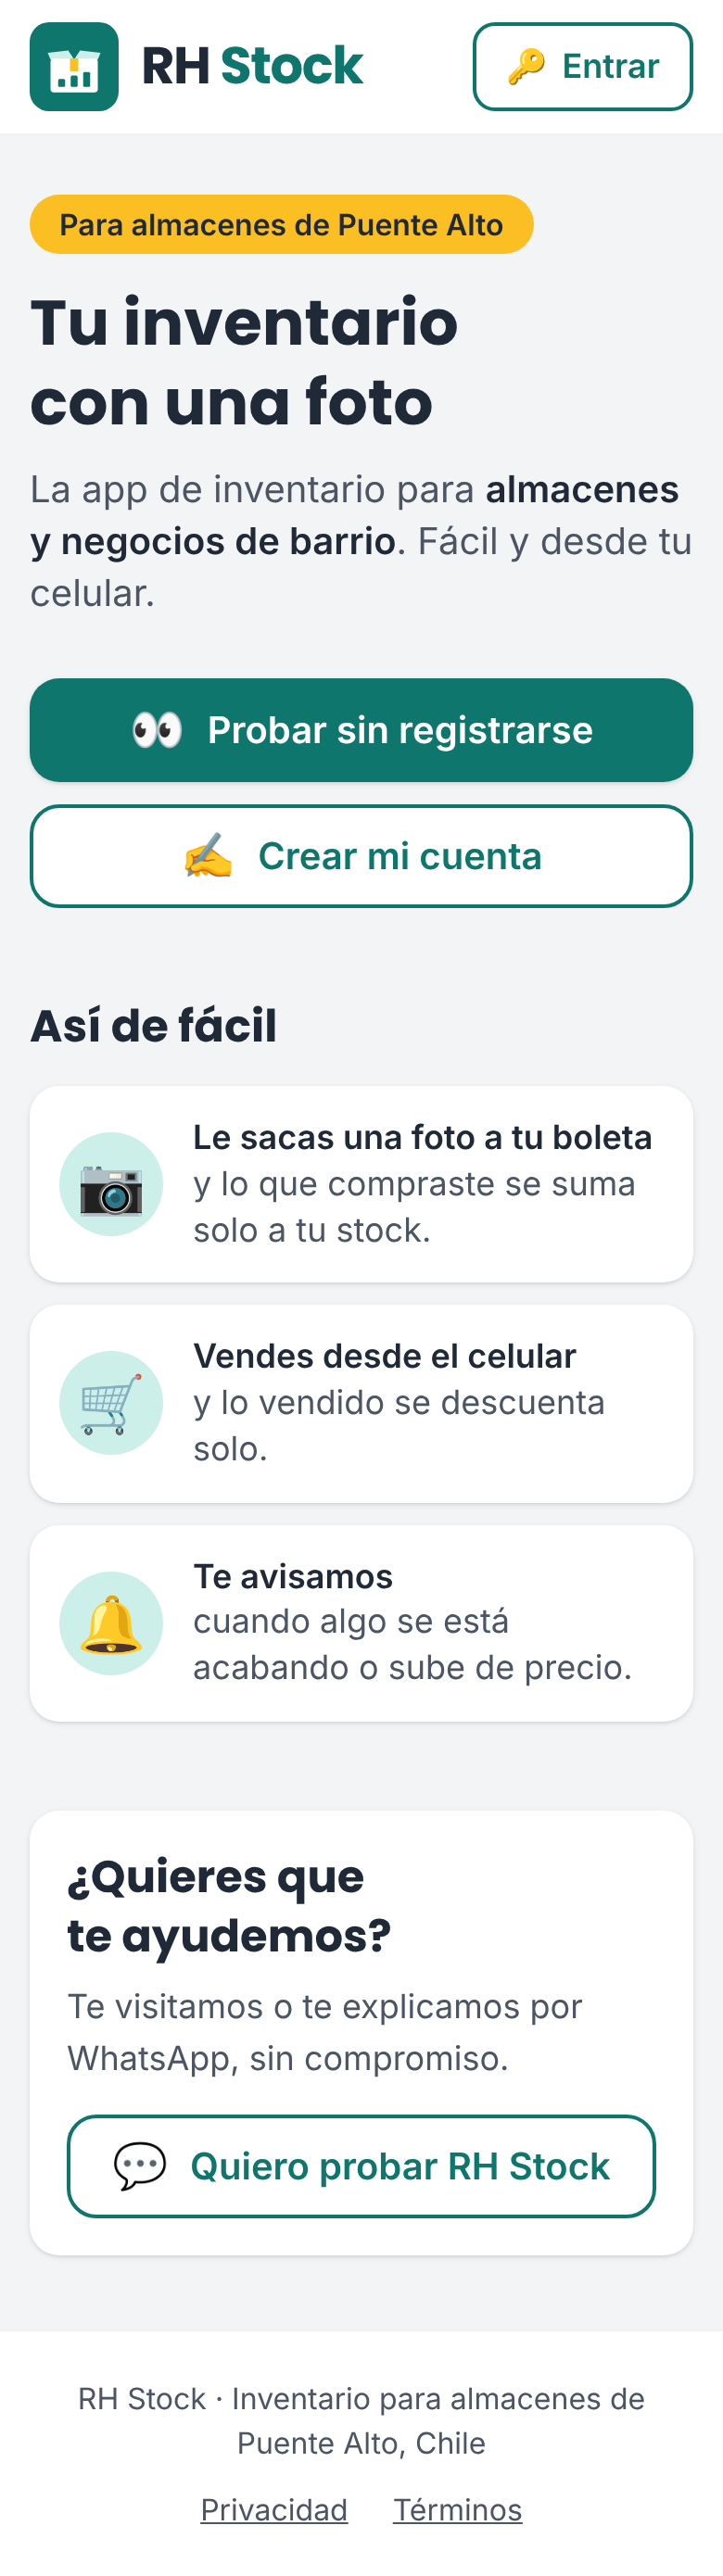 RH Stock
🔑 Entrar
Para almacenes de Puente Alto
Tu inventario
con una foto
La app de inventario para almacenes
y negocios de barrio. Fácil y desde tu
celular.
👀 Probar sin registrarse
✍️ Crear mi cuenta
Así de fácil
Le sacas una foto a tu boleta
y lo que compraste se suma
solo a tu stock.
Vendes desde el celular
y lo vendido se descuenta
solo.
Te avisamos
cuando algo se está
acabando o sube de precio.
¿Quieres que
te ayudemos?
Te visitamos o te explicamos por
WhatsApp, sin compromiso.
💬 Quiero probar RH Stock
RH Stock · Inventario para almacenes de
Puente Alto, Chile
Privacidad Términos